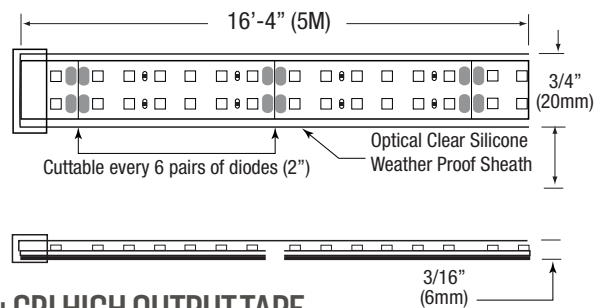 16’-4” (5M)
3/4”
(20mm)
Cuttable every 6 pairs of diodes (2”)
Optical Clear Silicone
Weather Proof Sheath
3/16”
(6mm)
CRI HIGH OUTPUT TAPE